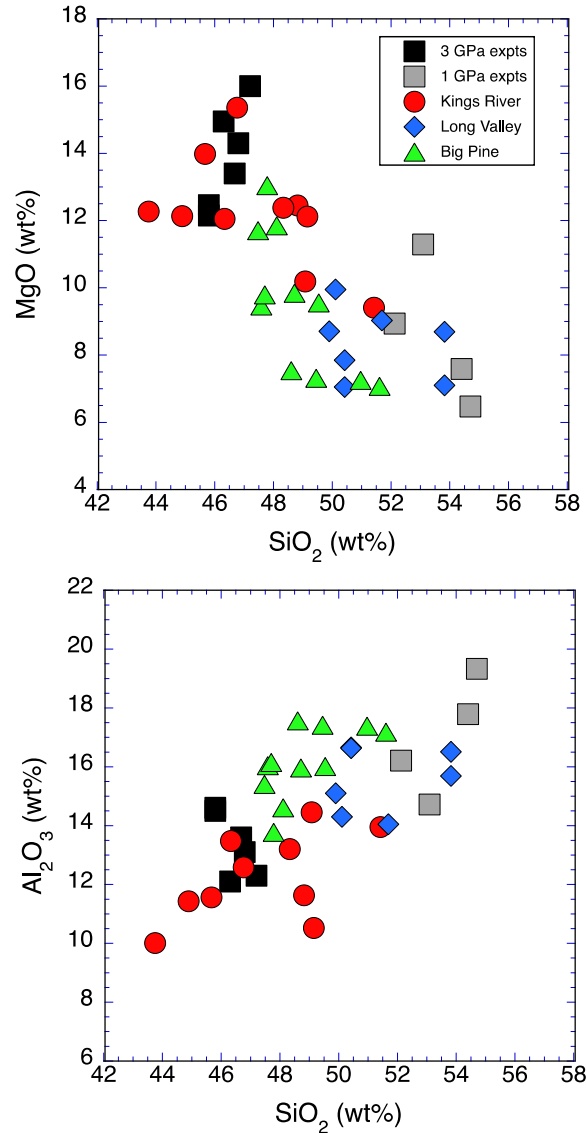 18
16
14
12
10
8
6
4
MgO (wt%)
3 GPa expts
1 GPa expts
Kings River
Long Valley
Big Pine
42 44 46 48 50 52 54 56 58
SiO2 (wt%)
22
20
18
16
14
12
10
8
6
Al2O3 (wt%)
42 44 46 48 50 52 54 56 58
SiO2 (wt%)